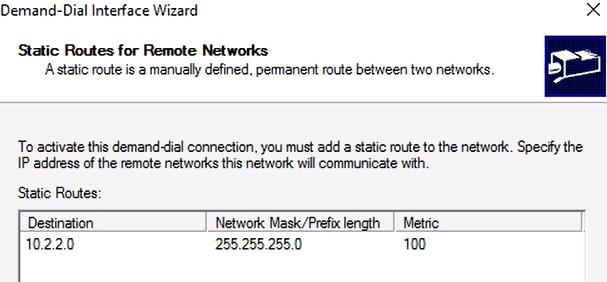 Demand-Dial Interface Wizard
Static Routes for Remote Networks
A static route is a manually defined, permanent route between two networks.
To activate this demand-dial connection, you must add a static route to the network. Specify the
IP address of the remote networks this network will communicate with.
Static Routes:
Destination Network Mask/Prefix length Metric
10.2.2.0 255.255.255.0 100